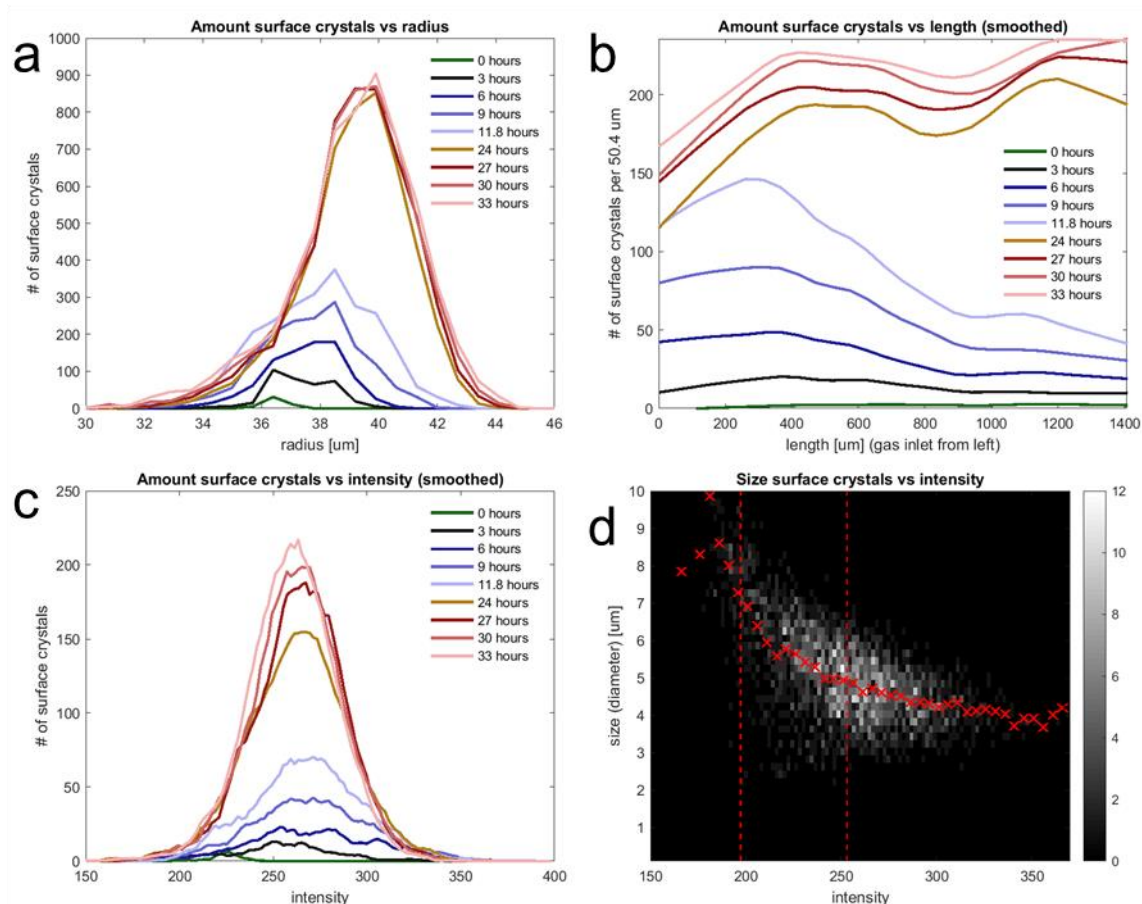 a
Amount surface crystals vs radius
# of surface crystals
1000
900
800
700
600
500
400
300
200
100
0
30 32 34 36 38 40 42 44 46
radius [um]
0 hours
3 hours
6 hours
9 hours
11.8 hours
24 hours
27 hours
30 hours
33 hours
b
Amount surface crystals vs length (smoothed)
# of surface crystals per 50.4 um
200
150
100
50
0
0 200 400 600 800 1000 1200 1400
length [um] (gas inlet from left)
0 hours
3 hours
6 hours
9 hours
11.8 hours
24 hours
27 hours
30 hours
33 hours
c
Amount surface crystals vs intensity (smoothed)
# of surface crystals
250
200
150
100
50
0
150 200 250 300 350 400
intensity
0 hours
3 hours
6 hours
9 hours
11.8 hours
24 hours
27 hours
30 hours
33 hours
d
Size surface crystals vs intensity
size (diameter) [um]
10
9
8
7
6
5
4
3
2
1
150 200 250 300 350
intensity
12
10
8
6
4
2
0